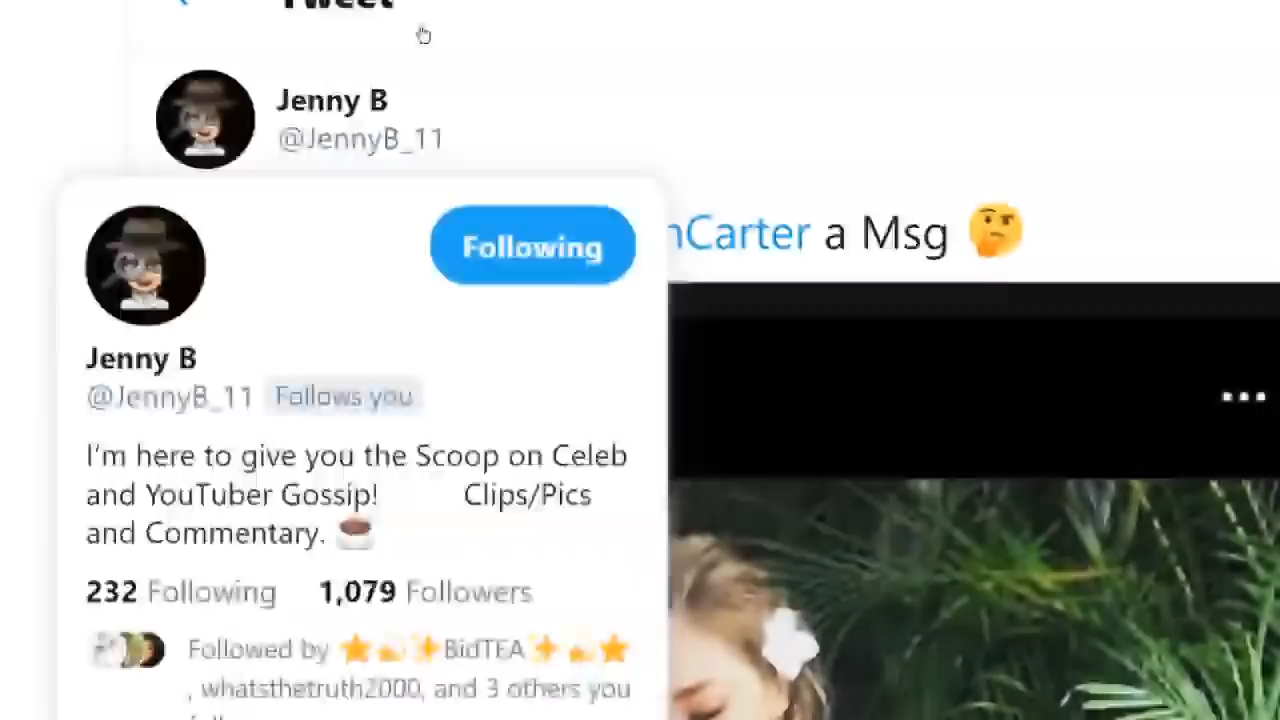 Tweet
Jenny B
@JennyB_11
nCarter a Msg 🤔
Following
Jenny B
@JennyB_11 Follows you
I'm here to give you the Scoop on Celeb
and YouTuber Gossip! Clips/Pics
and Commentary. ☕
232 Following 1,079 Followers
Followed by ⭐✨BidTEA✨⭐
, whatsthetruth2000, and 3 others you